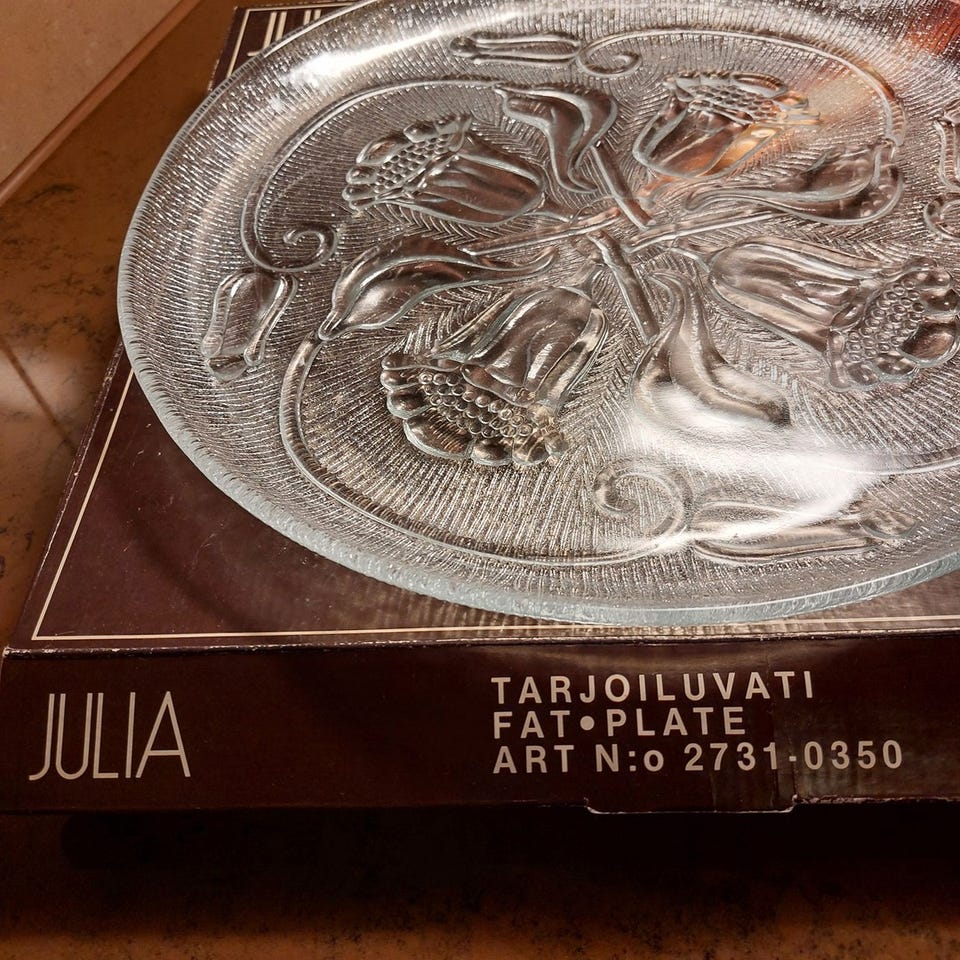 JULIA
TARJOILUVATI
FAT•PLATE
ART N:o 2731-0350